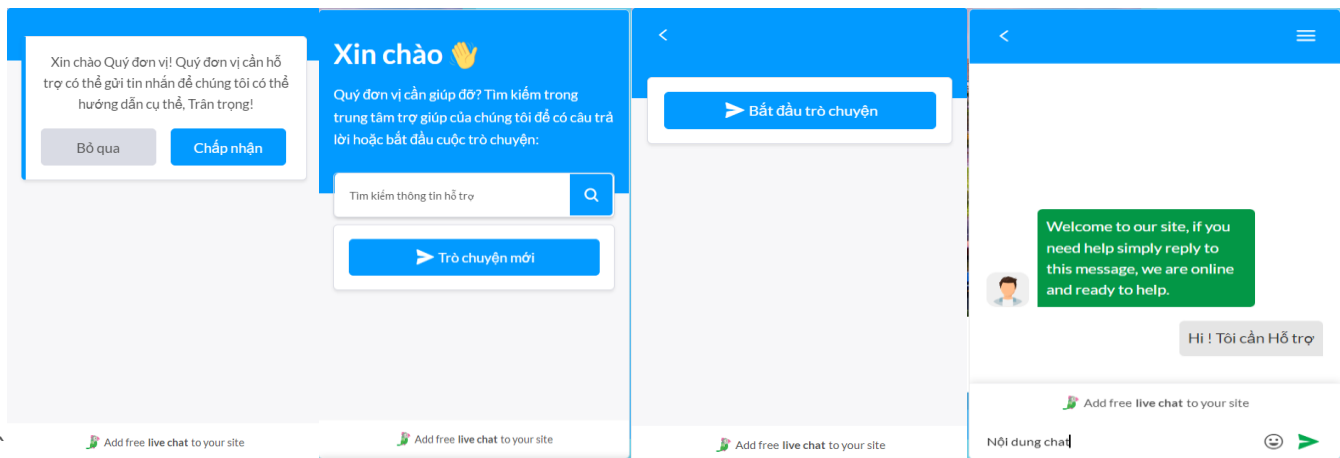 Xin chào Quý đơn vị! Quý đơn vị cần hỗ
trợ có thể gửi tin nhắn để chúng tôi có thể
hướng dẫn cụ thể, Trân trọng!
Bỏ qua
Chấp nhận
Add free live chat to your site
Xin chào 👋
Quý đơn vị cần giúp đỡ? Tìm kiếm trong
trung tâm trợ giúp của chúng tôi để có câu trả
lời hoặc bắt đầu cuộc trò chuyện:
Tìm kiếm thông tin hỗ trợ
Trò chuyện mới
Add free live chat to your site
Bắt đầu trò chuyện
Add free live chat to your site
Welcome to our site, if you
need help simply reply to
this message, we are online
and ready to help.
Hi ! Tôi cần Hỗ trợ
Add free live chat to your site
Nội dung chat